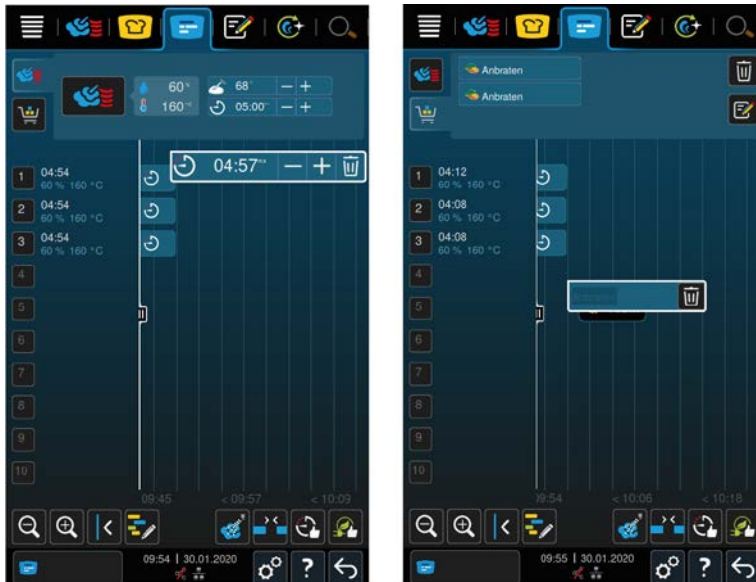 60 %
160 °C
68°
05:00
04:57
1 04:54
60 % 160 °C
2 04:54
60 % 160 °C
3 04:54
60 % 160 °C
4
5
6
7
8
9
10
09:45 < 09:57 < 10:09
09:54 | 30.01.2020
?
Anbraten
Anbraten
1 04:12
60 % 160 °C
2 04:08
60 % 160 °C
3 04:08
60 % 160 °C
4
5
6
7
8
9
10
09:54 < 10:06 < 10:18
09:55 | 30.01.2020
?